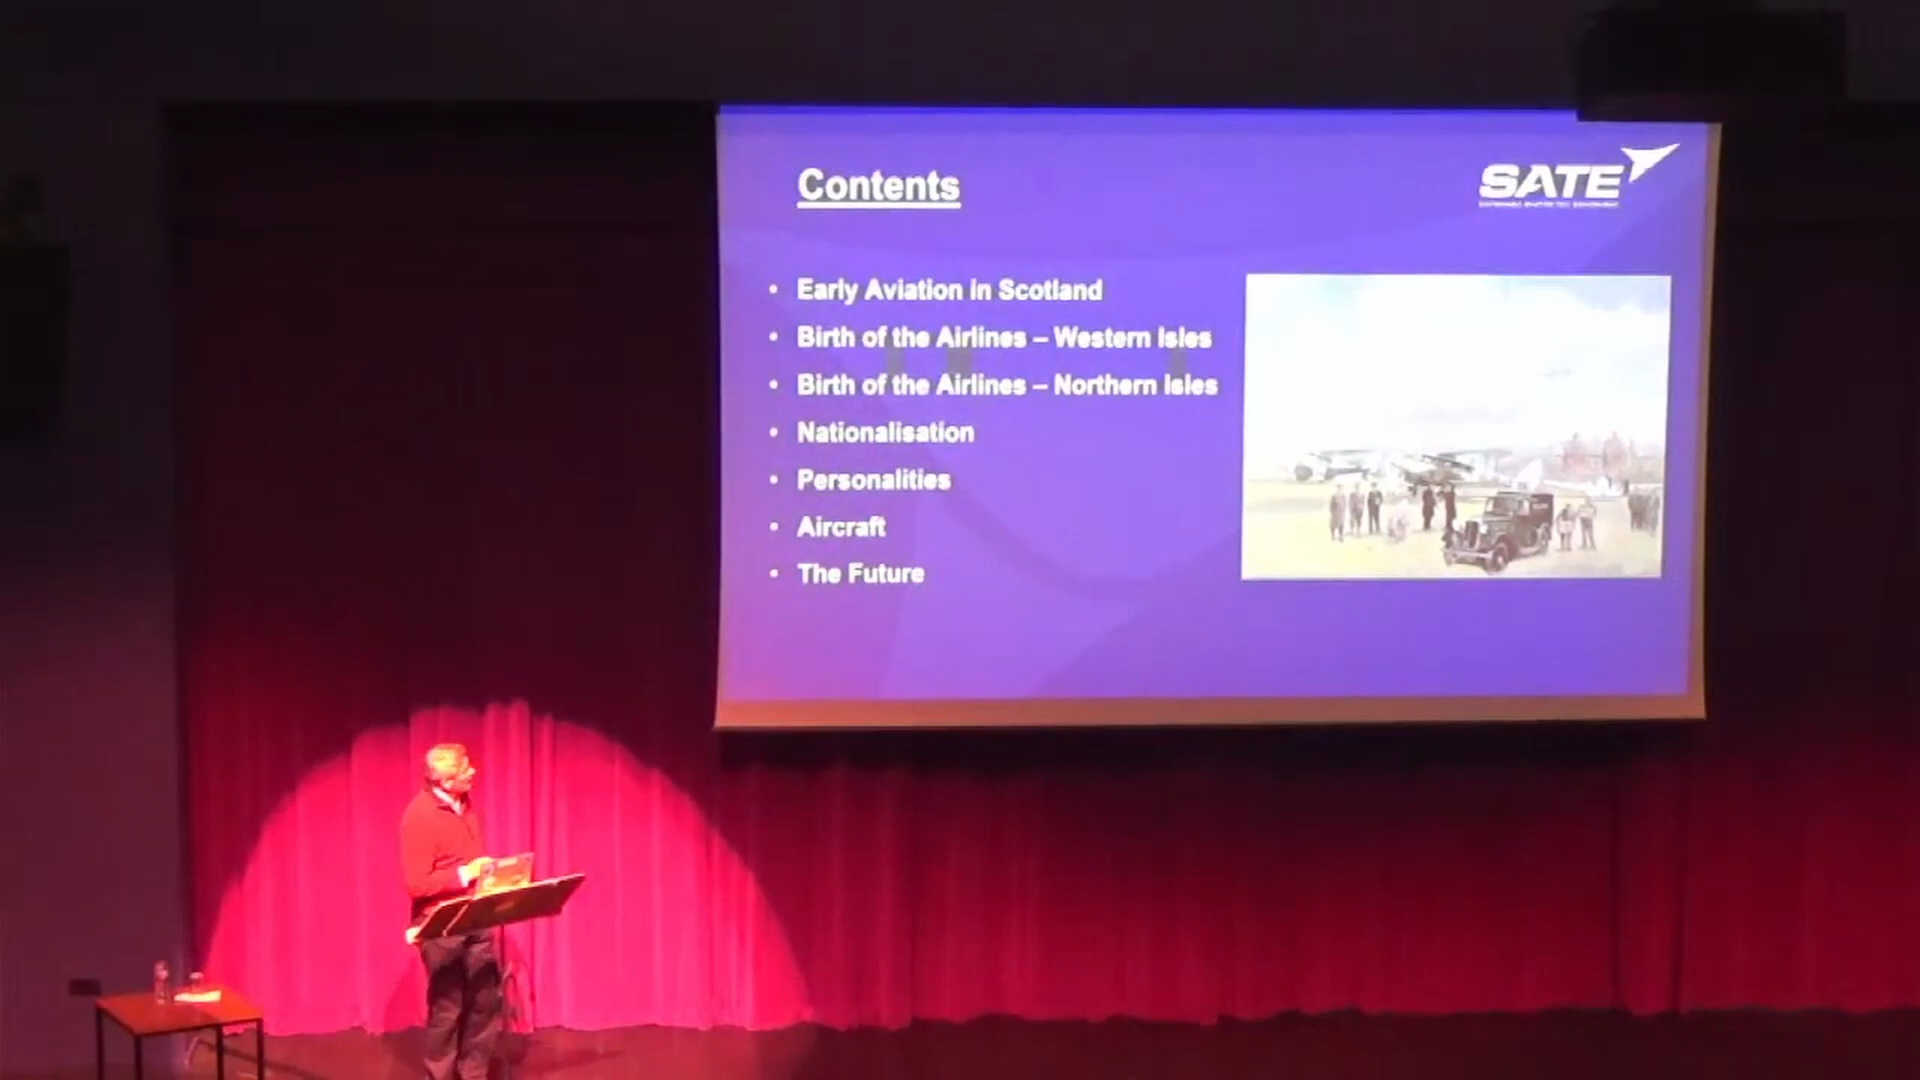 Contents
SATE
• Early Aviation in Scotland
• Birth of the Airlines – Western Isles
• Birth of the Airlines – Northern Isles
• Nationalisation
• Personalities
• Aircraft
• The Future